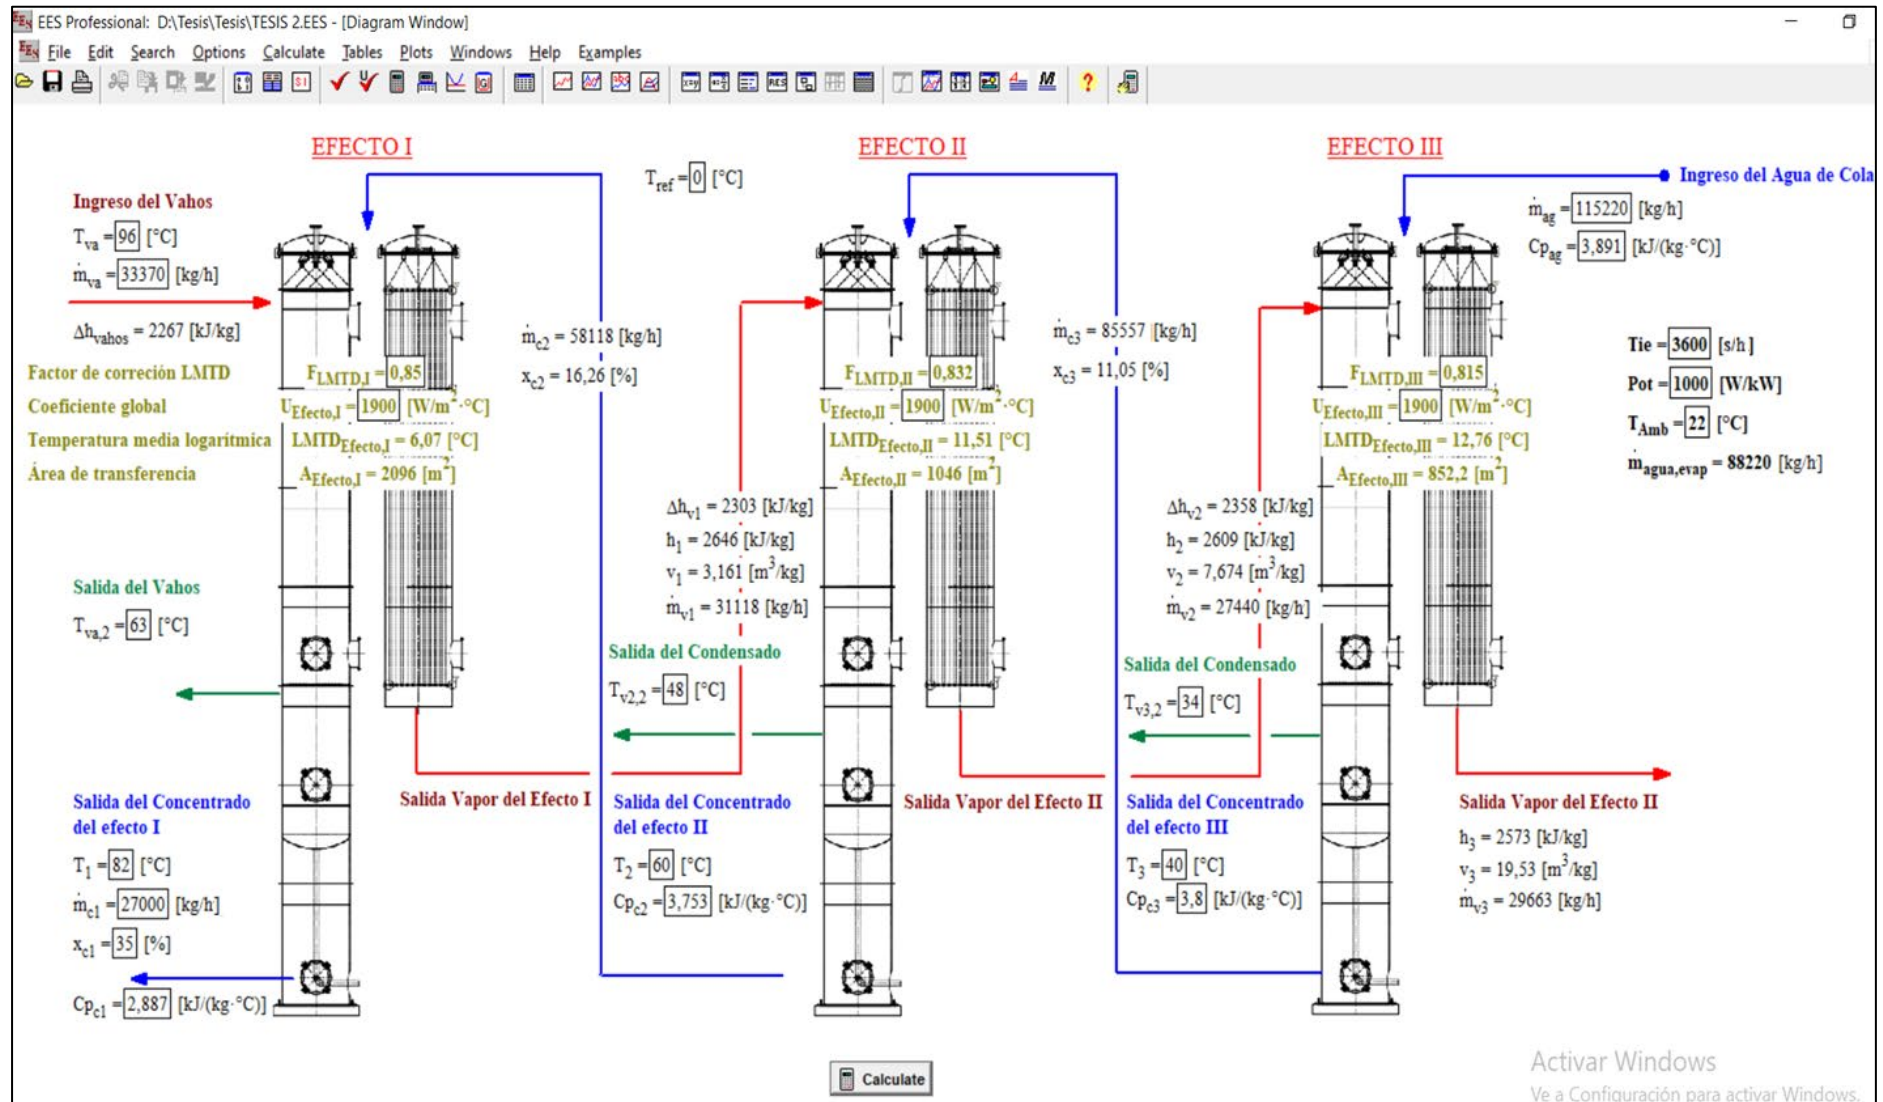 EES Professional: D:\Tesis\Tesis\TESIS 2.EES - [Diagram Window]
File Edit Search Options Calculate Tables Plots Windows Help Examples
EFECTO I
EFECTO II
EFECTO III
T_ref = 0 [°C]
Ingreso del Agua de Cola
ṁ_ag = 115220 [kg/h]
Cp_ag = 3,891 [kJ/(kg·°C)]
Ingreso del Vahos
T_va = 96 [°C]
ṁ_va = 33370 [kg/h]
Δh_vahos = 2267 [kJ/kg]
ṁ_c2 = 58118 [kg/h]
x_c2 = 16,26 [%]
ṁ_c3 = 85557 [kg/h]
x_c3 = 11,05 [%]
Tie = 3600 [s/h]
Pot = 1000 [W/kW]
T_Amb = 22 [°C]
ṁ_agua,evap = 88220 [kg/h]
Factor de correción LMTD
F_LMTD,I = 0,85
F_LMTD,II = 0,832
F_LMTD,III = 0,815
Coeficiente global
U_Efecto,I = 1900 [W/m²·°C]
U_Efecto,II = 1900 [W/m²·°C]
U_Efecto,III = 1900 [W/m²·°C]
Temperatura media logarítmica
LMTD_Efecto,I = 6,07 [°C]
LMTD_Efecto,II = 11,51 [°C]
LMTD_Efecto,III = 12,76 [°C]
Área de transferencia
A_Efecto,I = 2096 [m²]
A_Efecto,II = 1046 [m²]
A_Efecto,III = 852,2 [m²]
Δh_v1 = 2303 [kJ/kg]
h_1 = 2646 [kJ/kg]
v_1 = 3,161 [m³/kg]
ṁ_v1 = 31118 [kg/h]
Δh_v2 = 2358 [kJ/kg]
h_2 = 2609 [kJ/kg]
v_2 = 7,674 [m³/kg]
ṁ_v2 = 27440 [kg/h]
Salida del Vahos
T_va,2 = 63 [°C]
Salida del Condensado
T_v2,2 = 48 [°C]
Salida del Condensado
T_v3,2 = 34 [°C]
Salida del Concentrado
del efecto I
T_1 = 82 [°C]
ṁ_c1 = 27000 [kg/h]
x_c1 = 35 [%]
Cp_c1 = 2,887 [kJ/(kg·°C)]
Salida Vapor del Efecto I
Salida del Concentrado
del efecto II
T_2 = 60 [°C]
Cp_c2 = 3,753 [kJ/(kg·°C)]
Salida Vapor del Efecto II
Salida del Concentrado
del efecto III
T_3 = 40 [°C]
Cp_c3 = 3,8 [kJ/(kg·°C)]
Salida Vapor del Efecto II
h_3 = 2573 [kJ/kg]
v_3 = 19,53 [m³/kg]
ṁ_v3 = 29663 [kg/h]
Calculate
Activar Windows
Ve a Configuración para activar Windows.